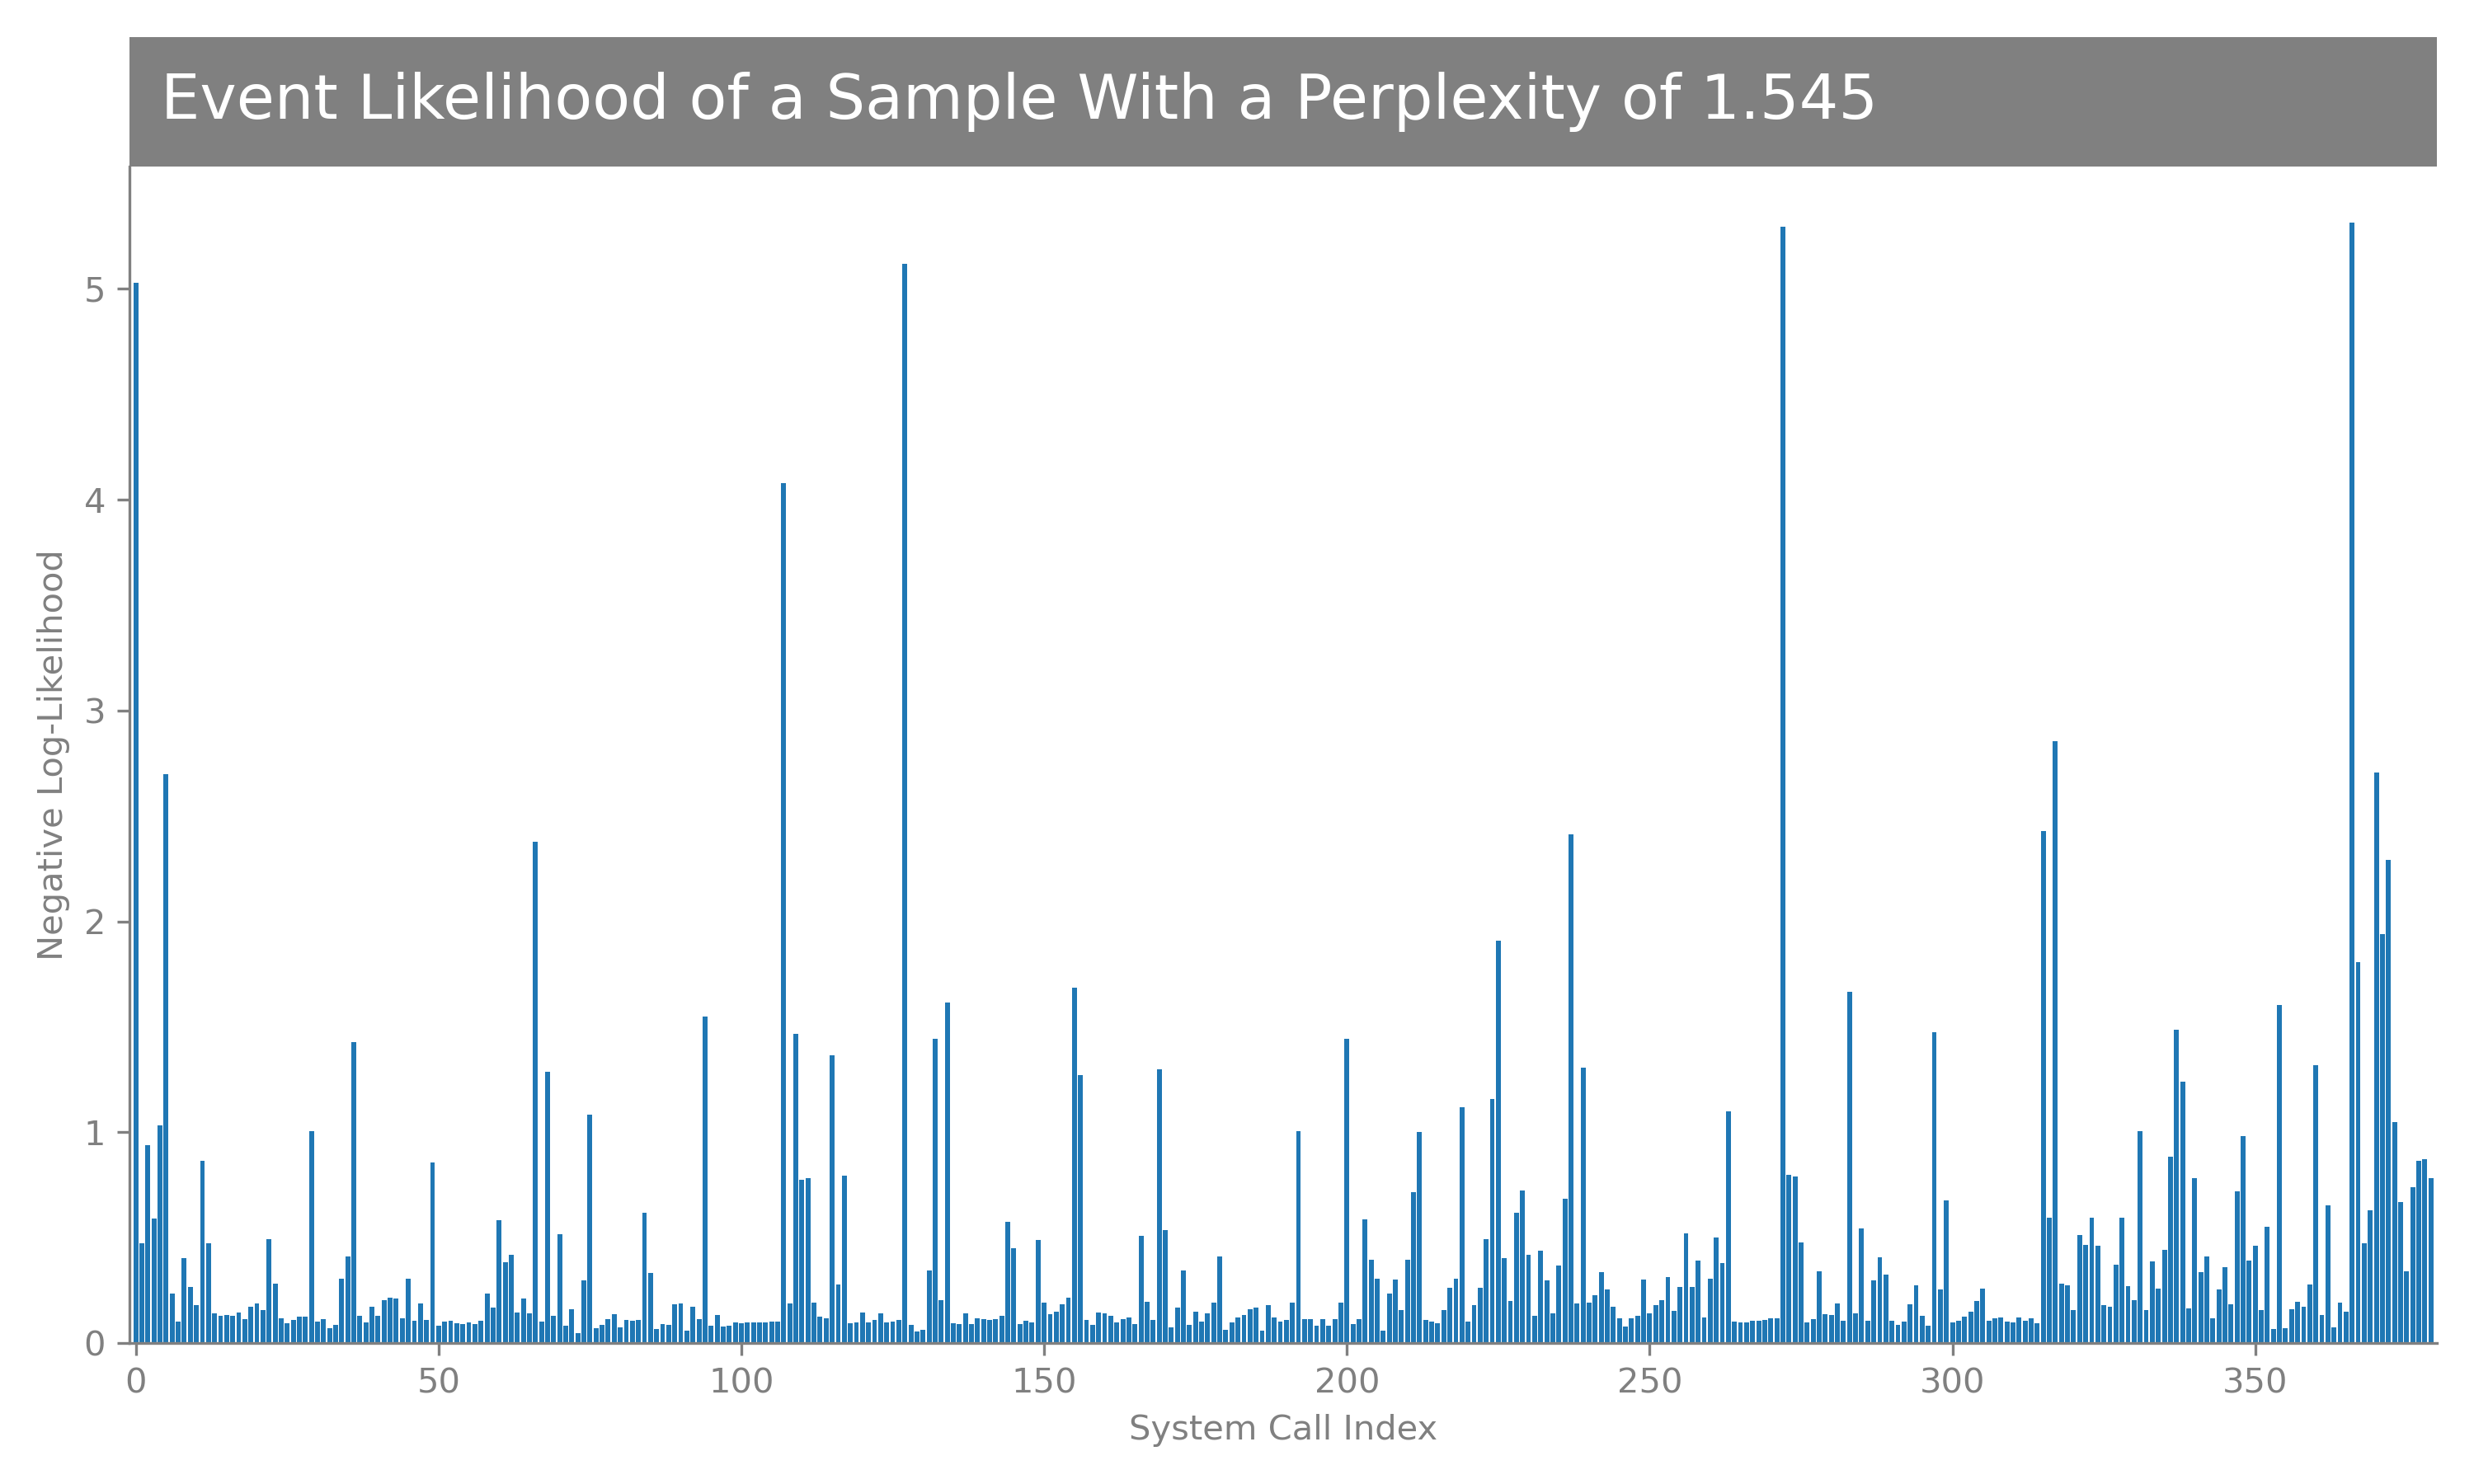 Event Likelihood of a Sample With a Perplexity of 1.545
Negative Log-Likelihood
5
4
3
2
1
0
0 50 100 150 200 250 300 350
System Call Index